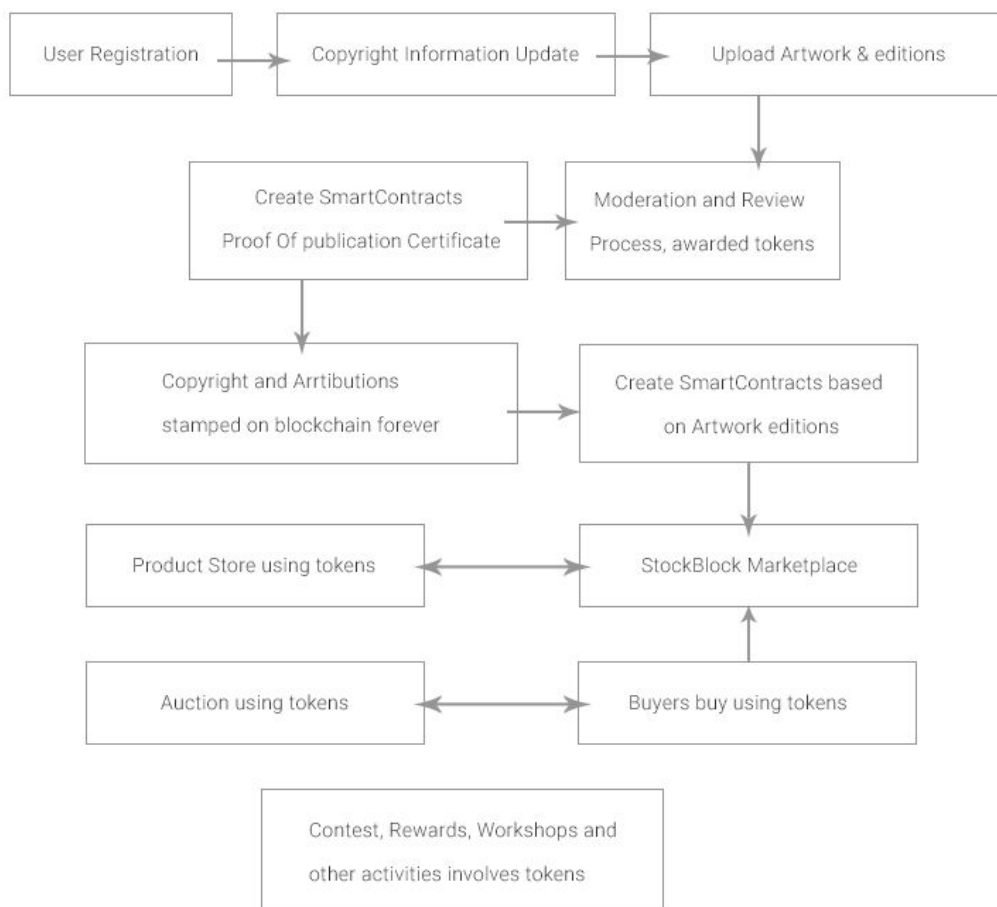 User Registration
Copyright Information Update
Upload Artwork & editions
Create SmartContracts
Proof Of publication Certificate
Moderation and Review
Process, awarded tokens
Copyright and Arrtibutions
stamped on blockchain forever
Create SmartContracts based
on Artwork editions
Product Store using tokens
StockBlock Marketplace
Auction using tokens
Buyers buy using tokens
Contest, Rewards, Workshops and
other activities involves tokens